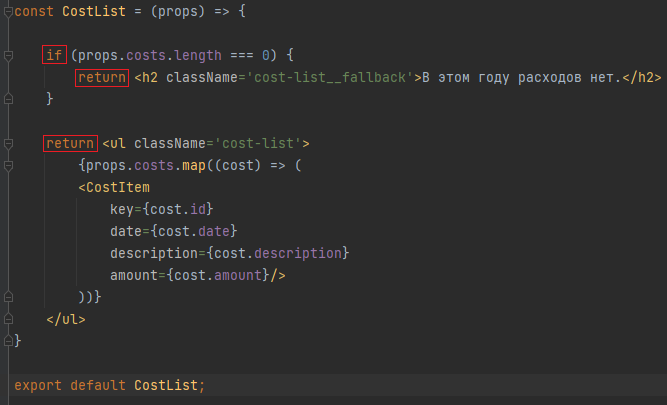 const CostList = (props) => {
if (props.costs.length === 0) {
return <h2 className='cost-list__fallback'>В этом году расходов нет.</h2>
}
return <ul className='cost-list'>
{props.costs.map((cost) => (
<CostItem
key={cost.id}
date={cost.date}
description={cost.description}
amount={cost.amount}/>
))}
</ul>
}
export default CostList;